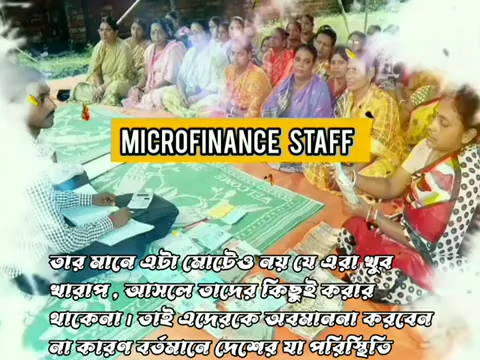 MICROFINANCE STAFF
তার মানে এটা মোটেও নয় যে এরা খুব
খারাপ , আসলে তাদের কিছুই করার
থাকেনা । তাই এদেরকে অবমাননা করবেন
না কারণ বর্তমানে দেশের যা পরিস্থিতি